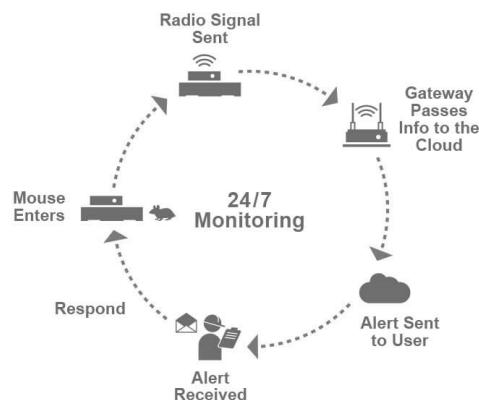 Radio Signal
Sent
Gateway
Passes
Info to the
Cloud
Mouse
Enters
24/7
Monitoring
Respond
Alert Sent
to User
Alert
Received